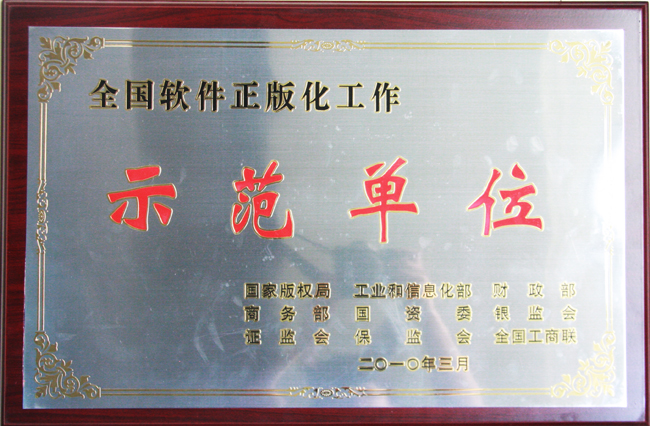 全国软件正版化工作
示范单位
国家版权局 工业和信息化部 财政部
商务部 国资委 银监会
证监会 保监会 全国工商联
二〇一〇年三月